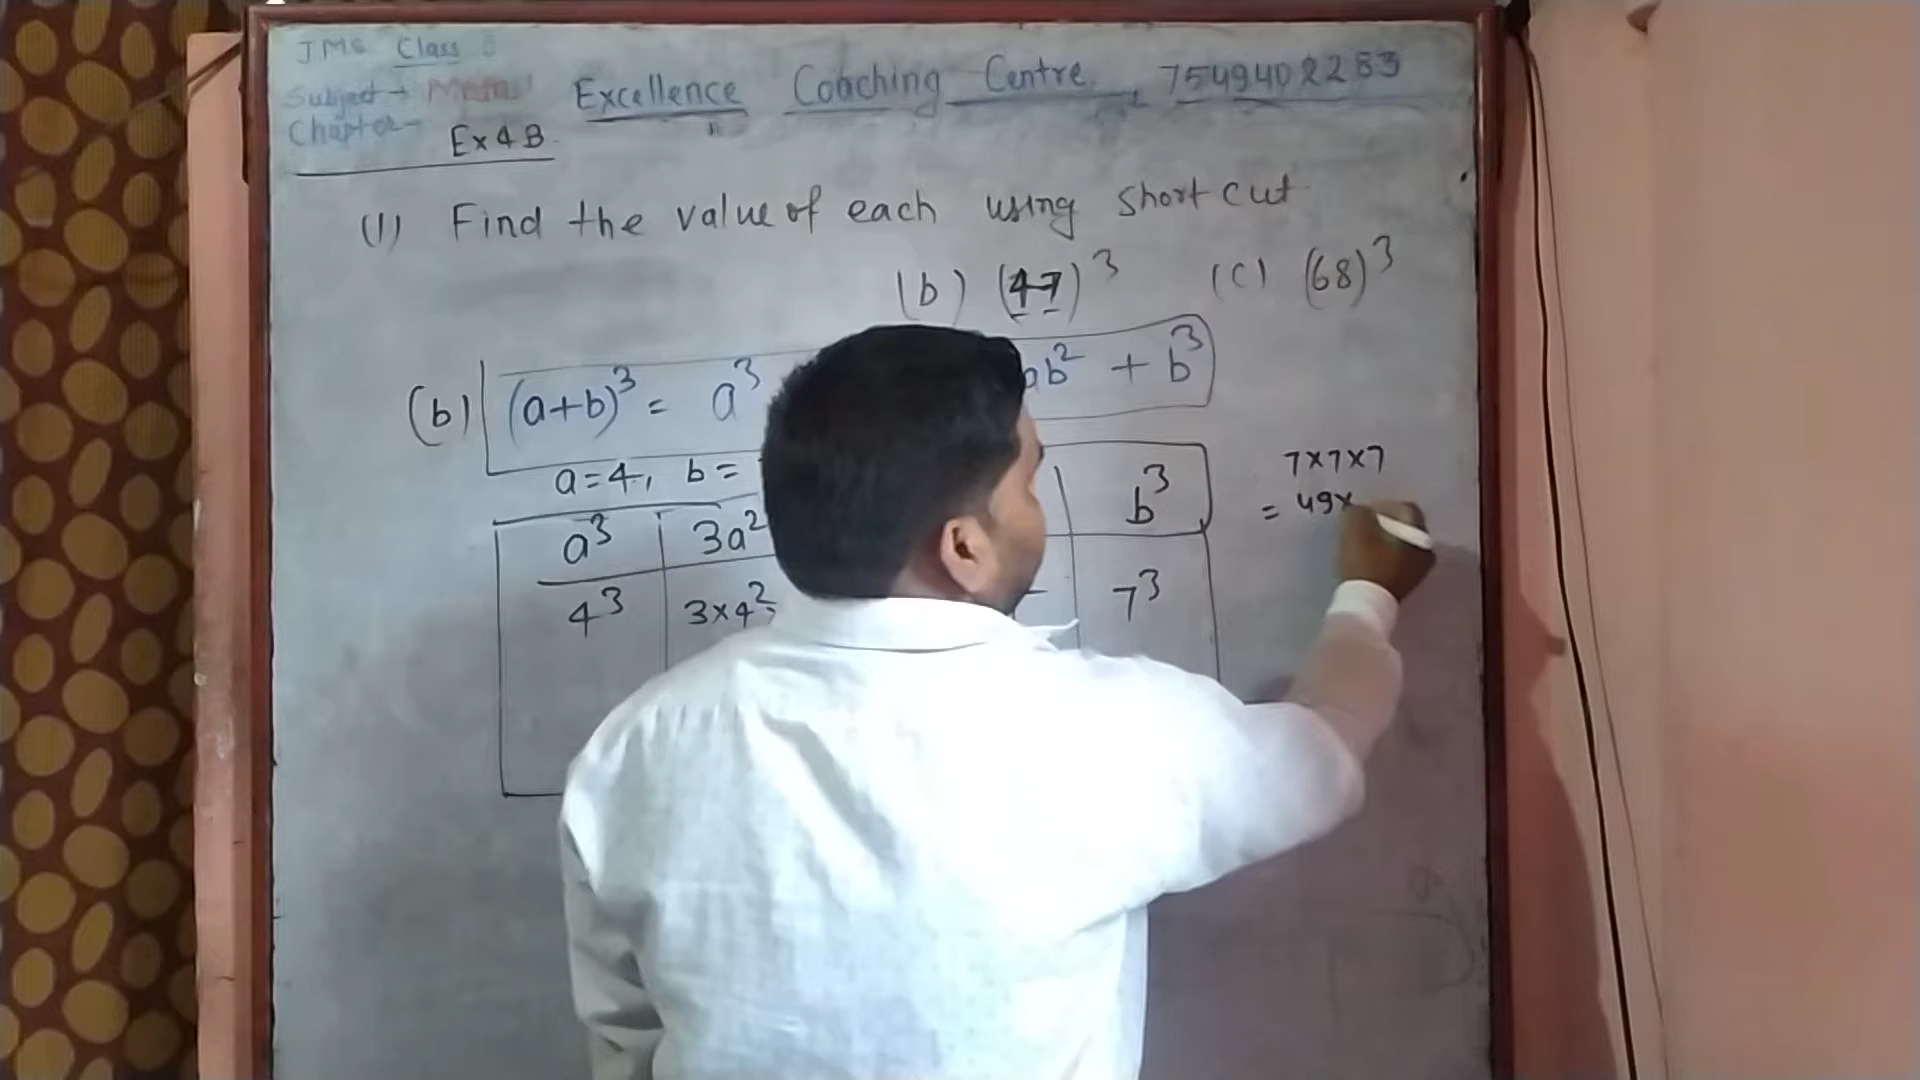 JMS Class
Subject → Maths
Chapter-
Ex 4B
Excellence Coaching Centre 7549402253
(1) Find the value of each using short cut
(b) (47)³ (c) (68)³
(b) (a+b)³ = a³ ab² + b³
a=4, b=
a³ 3a² b³
4³ 3×4² 7³
7×7×7
= 49×